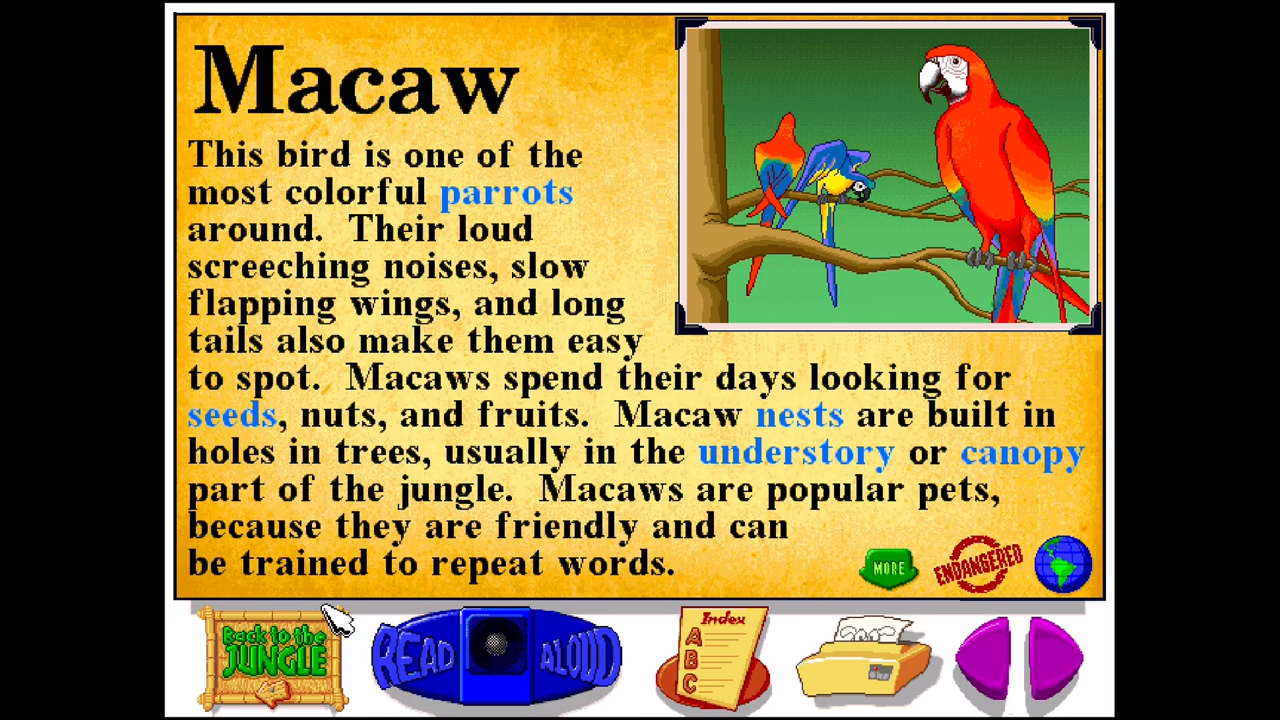 Macaw
This bird is one of the
most colorful parrots
around. Their loud
screeching noises, slow
flapping wings, and long
tails also make them easy
to spot. Macaws spend their days looking for
seeds, nuts, and fruits. Macaw nests are built in
holes in trees, usually in the understory or canopy
part of the jungle. Macaws are popular pets,
because they are friendly and can
be trained to repeat words.
MORE
ENDANGERED
Back to the
JUNGLE
READ ALOUD
Index
A
B
C